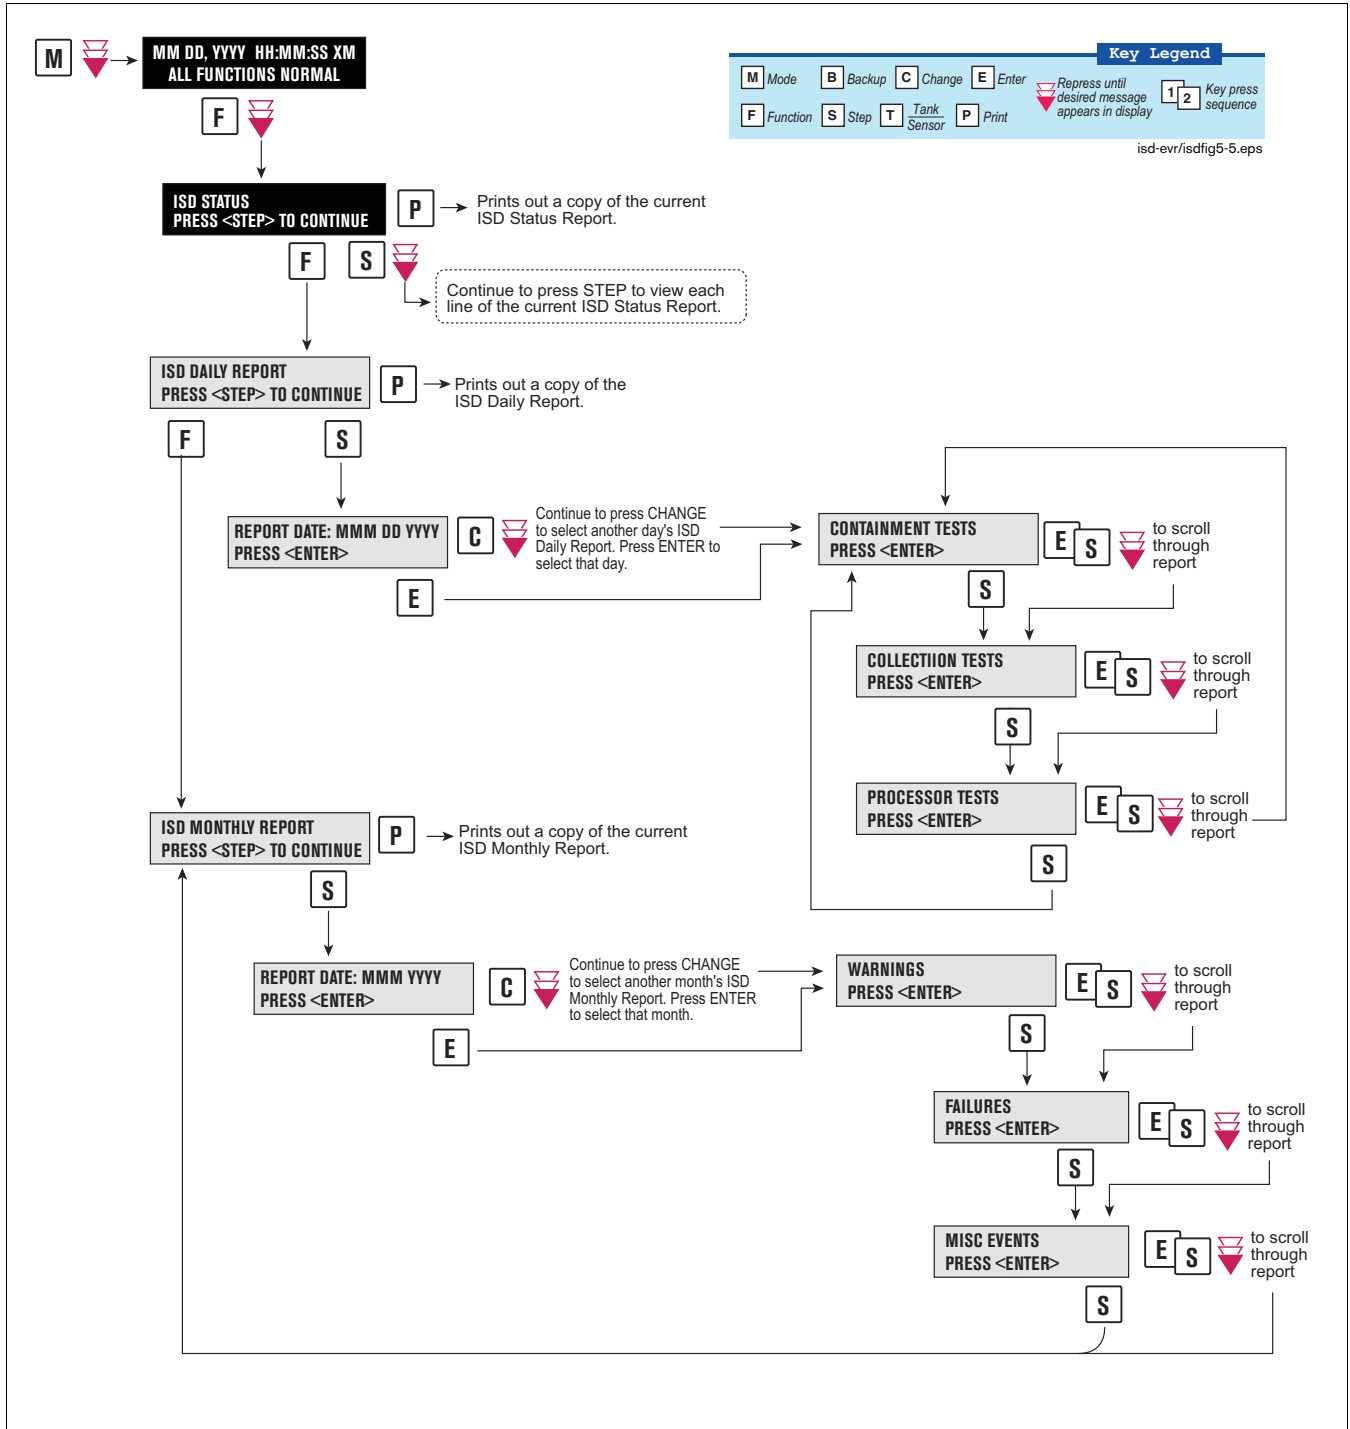 M
MM DD, YYYY HH:MM:SS XM
ALL FUNCTIONS NORMAL
Key Legend
M Mode
B Backup
C Change
E Enter
F Function
S Step
T Tank
Sensor
P Print
Repress until
desired message
appears in display
1 2
Key press
sequence
isd-evr/isdfig5-5.eps
F
ISD STATUS
PRESS <STEP> TO CONTINUE
P
Prints out a copy of the current
ISD Status Report.
F
S
Continue to press STEP to view each
line of the current ISD Status Report.
ISD DAILY REPORT
PRESS <STEP> TO CONTINUE
P
Prints out a copy of the
ISD Daily Report.
F
S
REPORT DATE: MMM DD YYYY
PRESS <ENTER>
C
Continue to press CHANGE
to select another day's ISD
Daily Report. Press ENTER to
select that day.
E
CONTAINMENT TESTS
PRESS <ENTER>
E S
to scroll
through
report
S
COLLECTIION TESTS
PRESS <ENTER>
E S
to scroll
through
report
S
PROCESSOR TESTS
PRESS <ENTER>
E S
to scroll
through
report
S
ISD MONTHLY REPORT
PRESS <STEP> TO CONTINUE
P
Prints out a copy of the current
ISD Monthly Report.
S
REPORT DATE: MMM YYYY
PRESS <ENTER>
C
Continue to press CHANGE
to select another month's ISD
Monthly Report. Press ENTER
to select that month.
E
WARNINGS
PRESS <ENTER>
E S
to scroll
through
report
S
FAILURES
PRESS <ENTER>
E S
to scroll
through
report
S
MISC EVENTS
PRESS <ENTER>
E S
to scroll
through
report
S